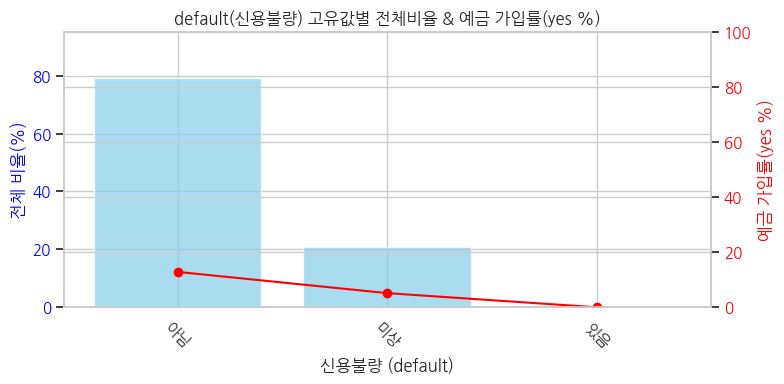 default(신용불량) 고유값별 전체비율 & 예금 가입률(yes %)
전체 비율(%)
80
60
40
20
0
100
80
60
40
20
0
예금 가입률(yes %)
아님
미상
있음
신용불량 (default)